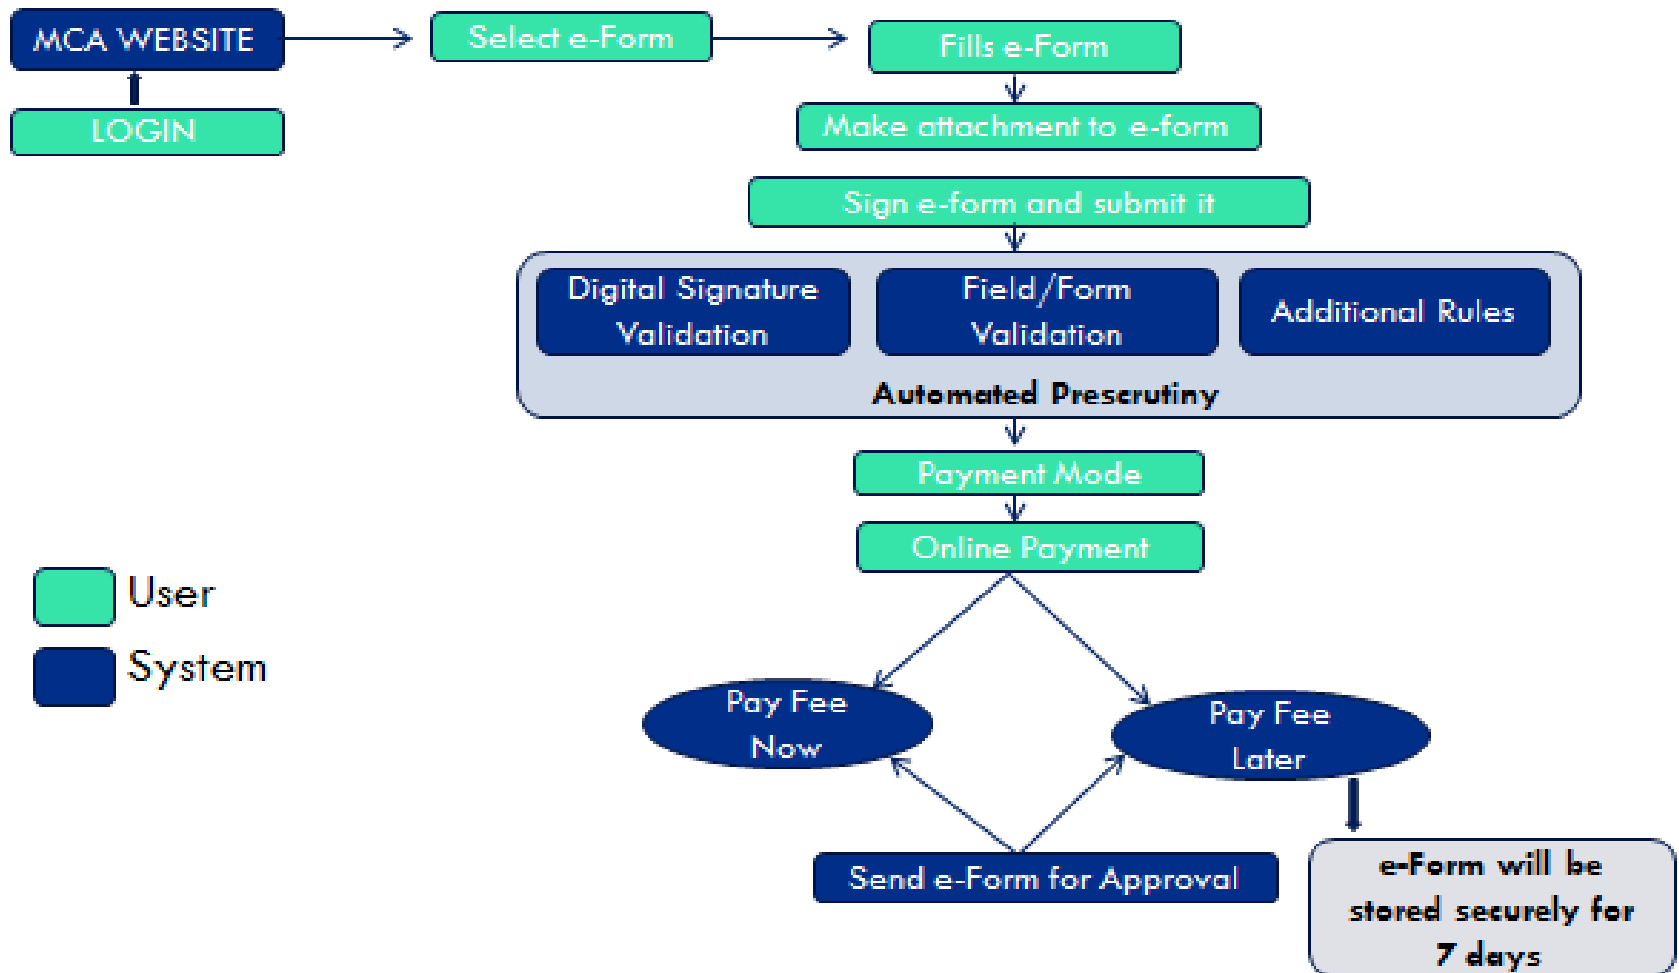 MCA WEBSITE
Select e-Form
Fills e-Form
LOGIN
Make attachment to e-form
Sign e-form and submit it
Digital Signature
Validation
Field/Form
Validation
Additional Rules
Automated Prescrutiny
Payment Mode
Online Payment
User
System
Pay Fee
Now
Pay Fee
Later
Send e-Form for Approval
e-Form will be
stored securely for
7 days